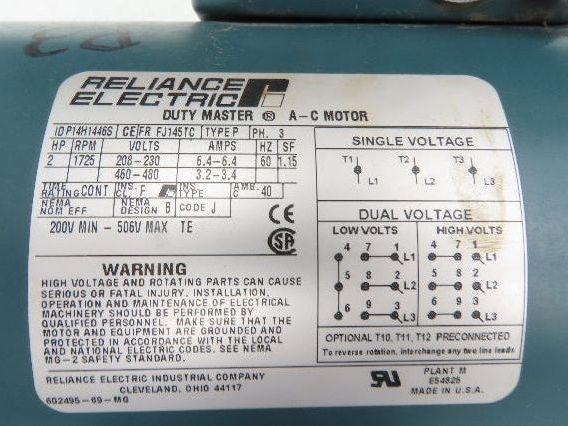 RELIANCE
ELECTRIC
DUTY MASTER ® A-C MOTOR
ID P14H1446S CE/FR FJ145TC TYPE P PH. 3
HP RPM VOLTS AMPS HZ SF
2 1725 208-230 6.4-6.4 60 1.15
460-480 3.2-3.4
TIME RATING CONT INS. CL. F INS. TYPE AMB. C 40
NEMA NOM EFF NEMA DESIGN B CODE J
200V MIN - 506V MAX TE
CE
SA
WARNING
HIGH VOLTAGE AND ROTATING PARTS CAN CAUSE
SERIOUS OR FATAL INJURY. INSTALLATION,
OPERATION AND MAINTENANCE OF ELECTRICAL
MACHINERY SHOULD BE PERFORMED BY
QUALIFIED PERSONNEL. MAKE SURE THAT THE
MOTOR AND EQUIPMENT ARE GROUNDED AND
PROTECTED IN ACCORDANCE WITH THE LOCAL
AND NATIONAL ELECTRIC CODES. SEE NEMA
MG-2 SAFETY STANDARD.
RELIANCE ELECTRIC INDUSTRIAL COMPANY
CLEVELAND, OHIO 44117
602495-69-MG
SINGLE VOLTAGE
T1 T2 T3
L1 L2 L3
DUAL VOLTAGE
LOW VOLTS HIGH VOLTS
4 7 1 L1 4 7 1 L1
5 8 2 L2 5 8 2 L2
6 9 3 L3 6 9 3 L3
OPTIONAL T10, T11, T12 PRECONNECTED
To reverse rotation, interchange any two line leads.
PLANT M
E54825
MADE IN U.S.A.